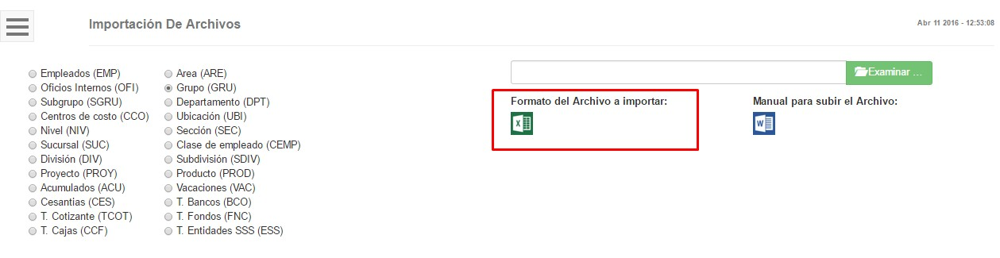 Importación De Archivos
Abr 11 2016 - 12:53:08
Empleados (EMP)
Area (ARE)
Oficios Internos (OFI)
Grupo (GRU)
Subgrupo (SGRU)
Departamento (DPT)
Centros de costo (CCO)
Ubicación (UBI)
Nivel (NIV)
Sección (SEC)
Sucursal (SUC)
Clase de empleado (CEMP)
División (DIV)
Subdivisión (SDIV)
Proyecto (PROY)
Producto (PROD)
Acumulados (ACU)
Vacaciones (VAC)
Cesantias (CES)
T. Bancos (BCO)
T. Cotizante (TCOT)
T. Fondos (FNC)
T. Cajas (CCF)
T. Entidades SSS (ESS)
Examinar ...
Formato del Archivo a importar:
X
Manual para subir el Archivo:
W